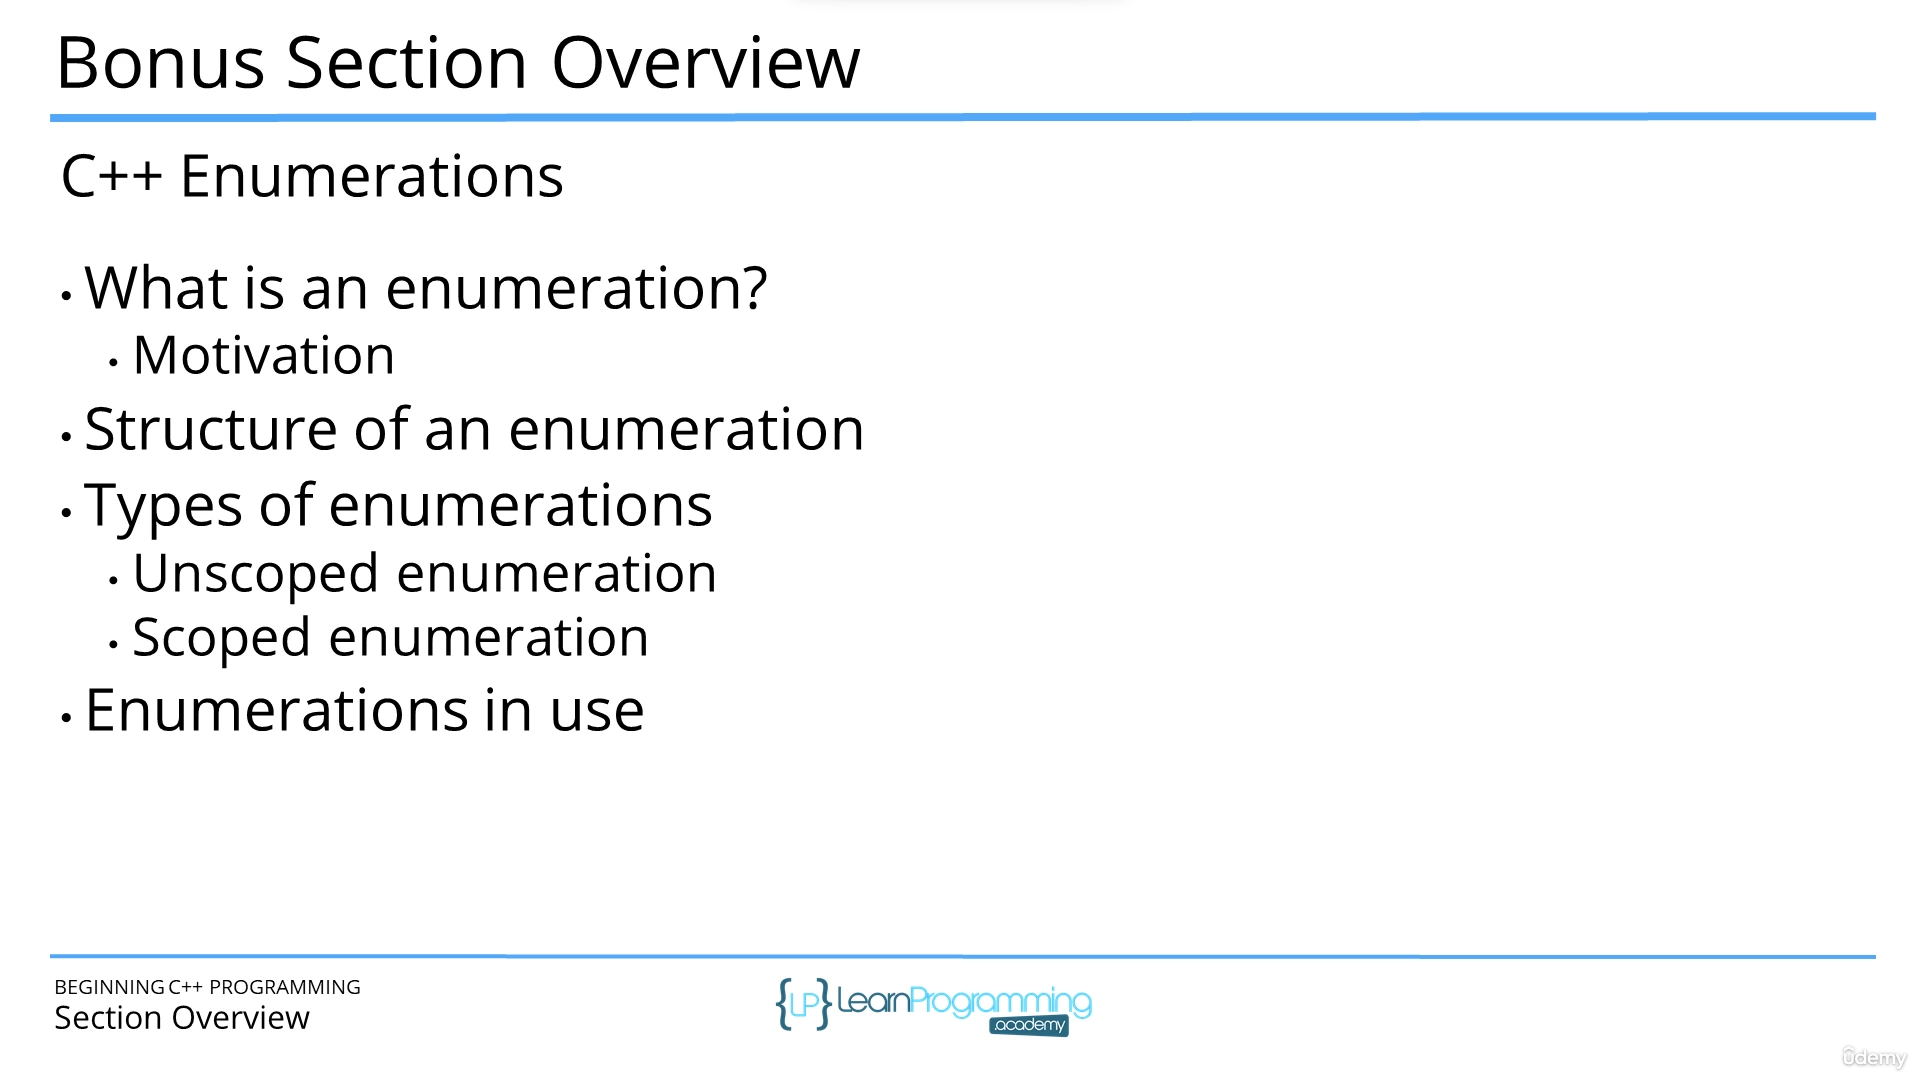 Bonus Section Overview
C++ Enumerations
• What is an enumeration?
• Motivation
• Structure of an enumeration
• Types of enumerations
• Unscoped enumeration
• Scoped enumeration
• Enumerations in use
BEGINNING C++ PROGRAMMING
Section Overview
{LP} LearnProgramming
.academy
ûdemy